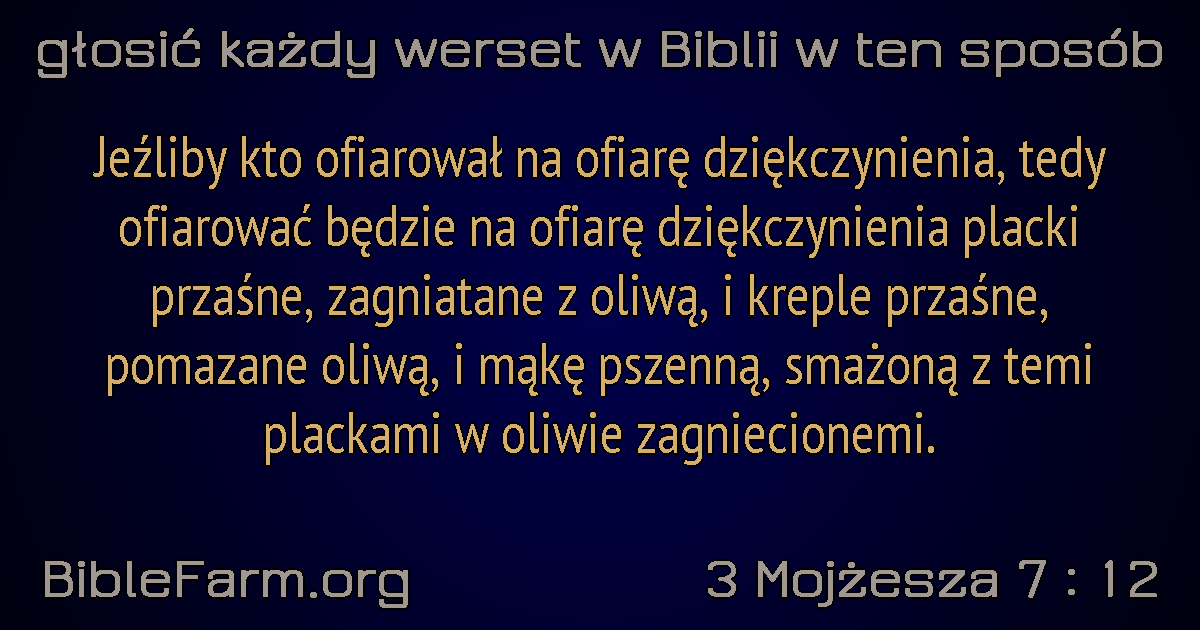 głosić każdy werset w Biblii w ten sposób
Jeźliby kto ofiarował na ofiarę dziękczynienia, tedy
ofiarować będzie na ofiarę dziękczynienia placki
przaśne, zagniatane z oliwą, i kreple przaśne,
pomazane oliwą, i mąkę pszenną, smażoną z temi
plackami w oliwie zagniecionemi.
BibleFarm.org
3 Mojżesza 7 : 12